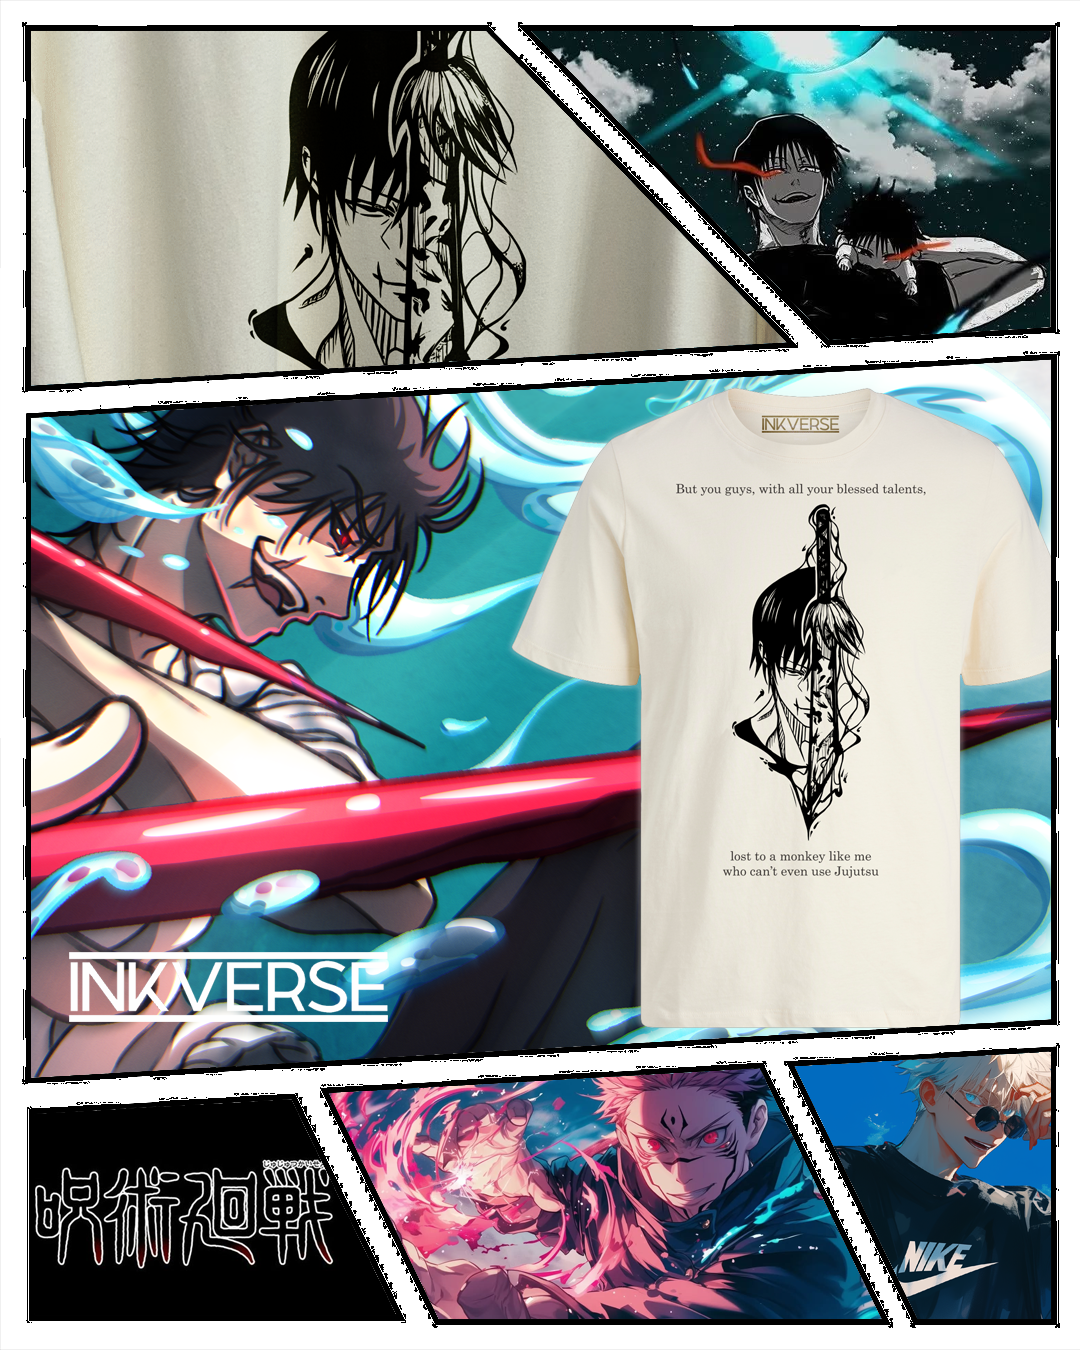 INKVERSE
But you guys, with all your blessed talents,
lost to a monkey like me
who can't even use Jujutsu
INKVERSE
じゅじゅつかいせん
呪術廻戦
NIKE